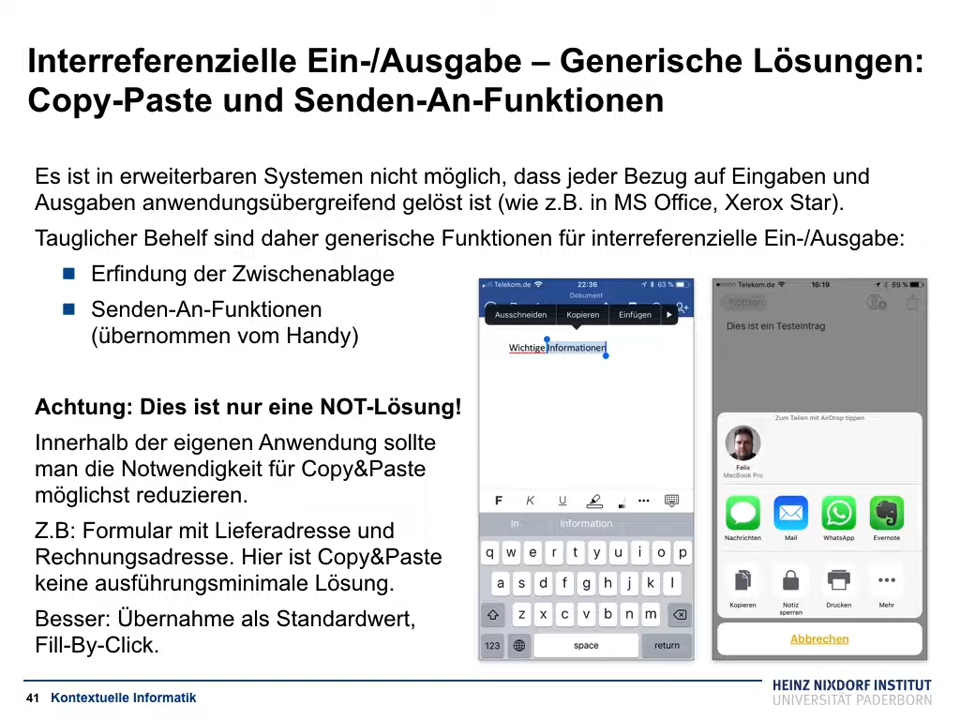 Interreferenzielle Ein-/Ausgabe – Generische Lösungen:
Copy-Paste und Senden-An-Funktionen
Es ist in erweiterbaren Systemen nicht möglich, dass jeder Bezug auf Eingaben und
Ausgaben anwendungsübergreifend gelöst ist (wie z.B. in MS Office, Xerox Star).
Tauglicher Behelf sind daher generische Funktionen für interreferenzielle Ein-/Ausgabe:
Erfindung der Zwischenablage
Senden-An-Funktionen
(übernommen vom Handy)
Achtung: Dies ist nur eine NOT-Lösung!
Innerhalb der eigenen Anwendung sollte
man die Notwendigkeit für Copy&Paste
möglichst reduzieren.
Z.B: Formular mit Lieferadresse und
Rechnungsadresse. Hier ist Copy&Paste
keine ausführungsminimale Lösung.
Besser: Übernahme als Standardwert,
Fill-By-Click.
Telekom.de 22:36 63 %
Dokument
Ausschneiden Kopieren Einfügen
Wichtige Informationen
F K U
In Information
q w e r t y u i o p
a s d f g h j k l
z x c v b n m
123 space return
Telekom.de 16:19 69 %
Notizen
Dies ist ein Testeintrag
Zum Teilen mit AirDrop tippen
Felix
MacBook Pro
Nachrichten Mail WhatsApp Evernote
Kopieren Notiz sperren Drucken Mehr
Abbrechen
41 Kontextuelle Informatik
HEINZ NIXDORF INSTITUT
UNIVERSITÄT PADERBORN